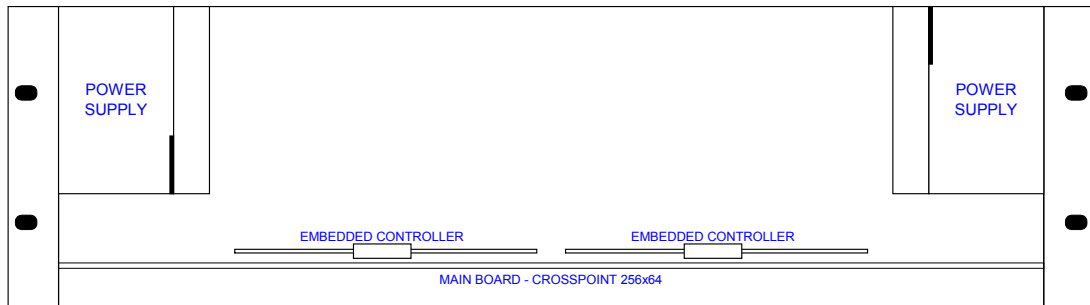 POWER
SUPPLY
POWER
SUPPLY
EMBEDDED CONTROLLER
EMBEDDED CONTROLLER
MAIN BOARD - CROSSPOINT 256x64